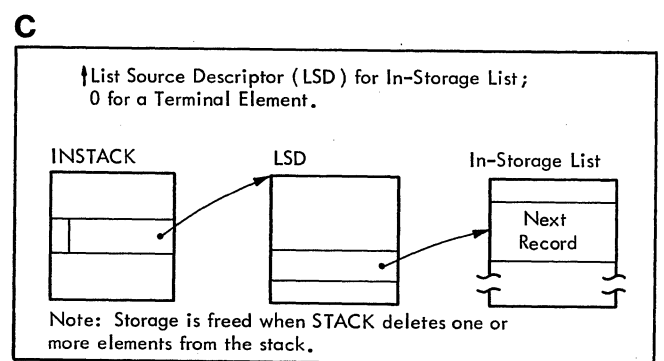 C
↑List Source Descriptor (LSD) for In-Storage List;
0 for a Terminal Element.
INSTACK
LSD
In-Storage List
Next
Record
Note: Storage is freed when STACK deletes one or
more elements from the stack.